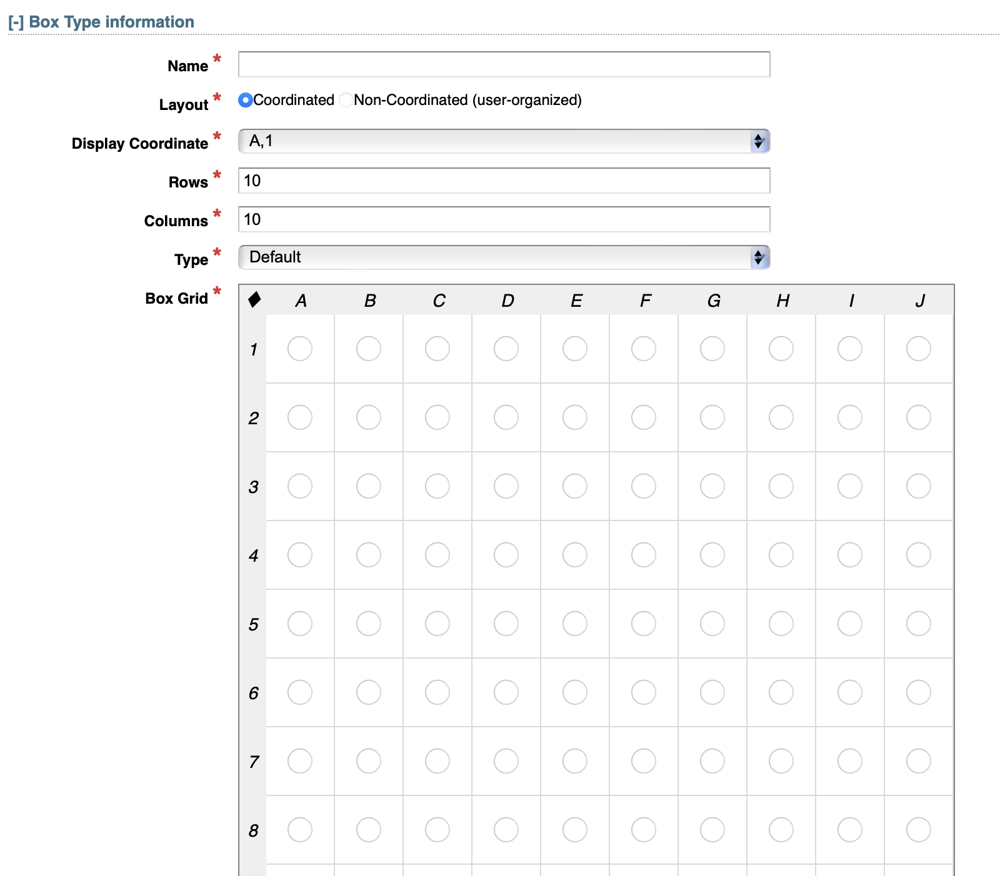 [-] Box Type information
Name *
Layout * Coordinated Non-Coordinated (user-organized)
Display Coordinate * A,1
Rows * 10
Columns * 10
Type * Default
Box Grid * A B C D E F G H I J
1
2
3
4
5
6
7
8